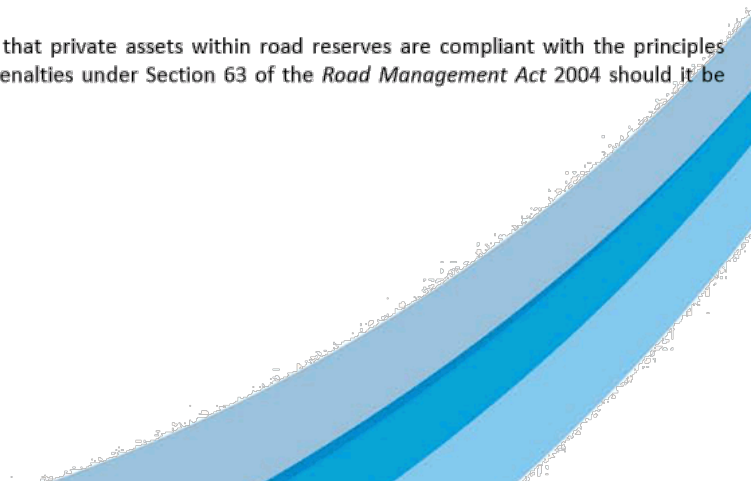 that private assets within road reserves are compliant with the principles
enalties under Section 63 of the Road Management Act 2004 should it be